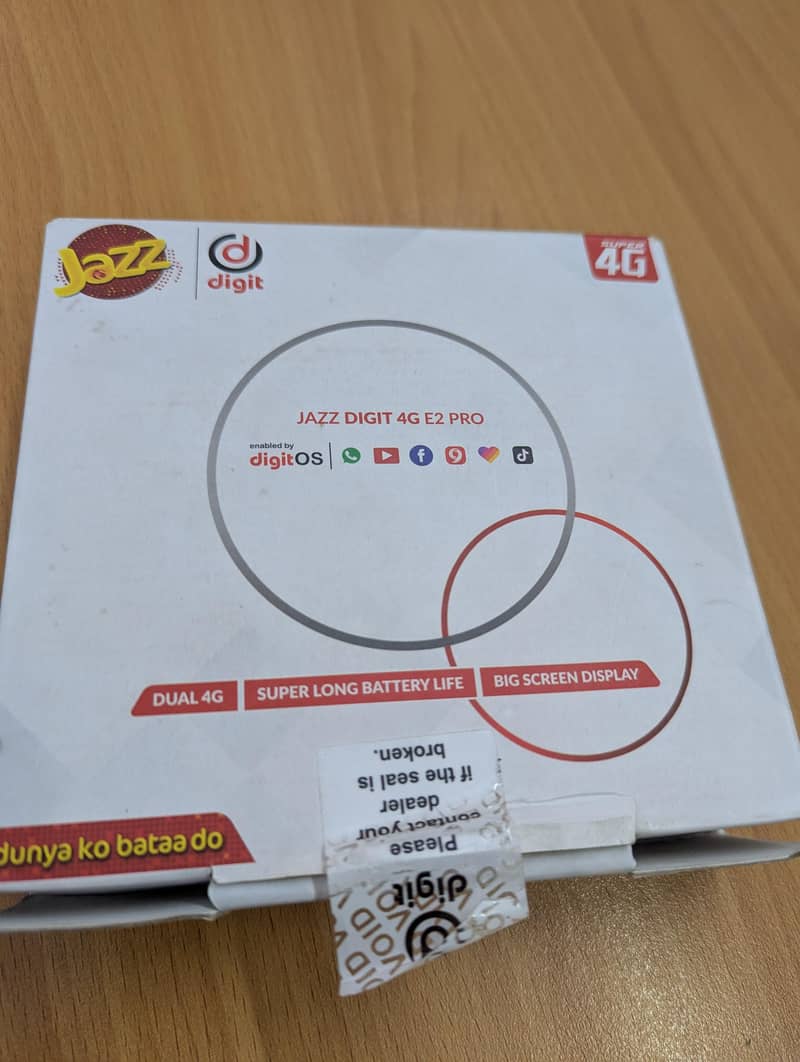 Jazz
digit
SUPER
4G
JAZZ DIGIT 4G E2 PRO
enabled by
digitOS
DUAL 4G
SUPER LONG BATTERY LIFE
BIG SCREEN DISPLAY
dunya ko bataa do
digit
Please
contact your
dealer
if the seal is
broken.
VOID
VOID